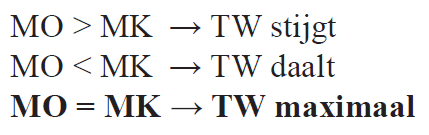 MO > MK → TW stijgt
MO < MK → TW daalt
MO = MK → TW maximaal